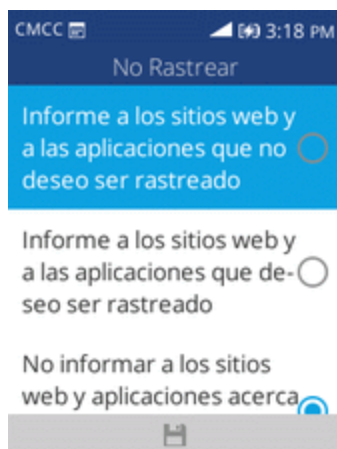 CMCC 3:18 PM
No Rastrear
Informe a los sitios web y
a las aplicaciones que no
deseo ser rastreado
Informe a los sitios web y
a las aplicaciones que de-
seo ser rastreado
No informar a los sitios
web y aplicaciones acerca